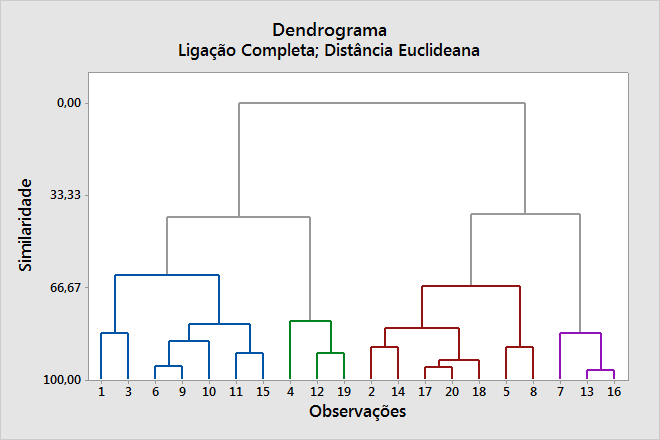 Dendrograma
Ligação Completa; Distância Euclideana
Similaridade
0,00
33,33
66,67
100,00
1 3 6 9 10 11 15 4 12 19 2 14 17 20 18 5 8 7 13 16
Observações